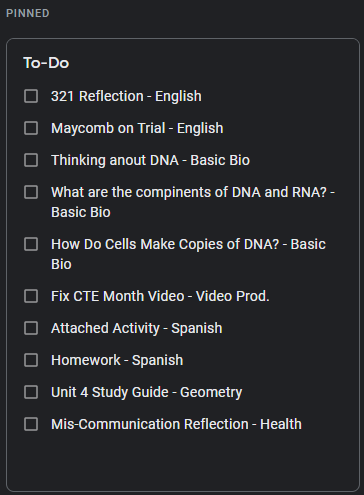 PINNED
To-Do
321 Reflection - English
Maycomb on Trial - English
Thinking anout DNA - Basic Bio
What are the compinents of DNA and RNA? -
Basic Bio
How Do Cells Make Copies of DNA? - Basic
Bio
Fix CTE Month Video - Video Prod.
Attached Activity - Spanish
Homework - Spanish
Unit 4 Study Guide - Geometry
Mis-Communication Reflection - Health